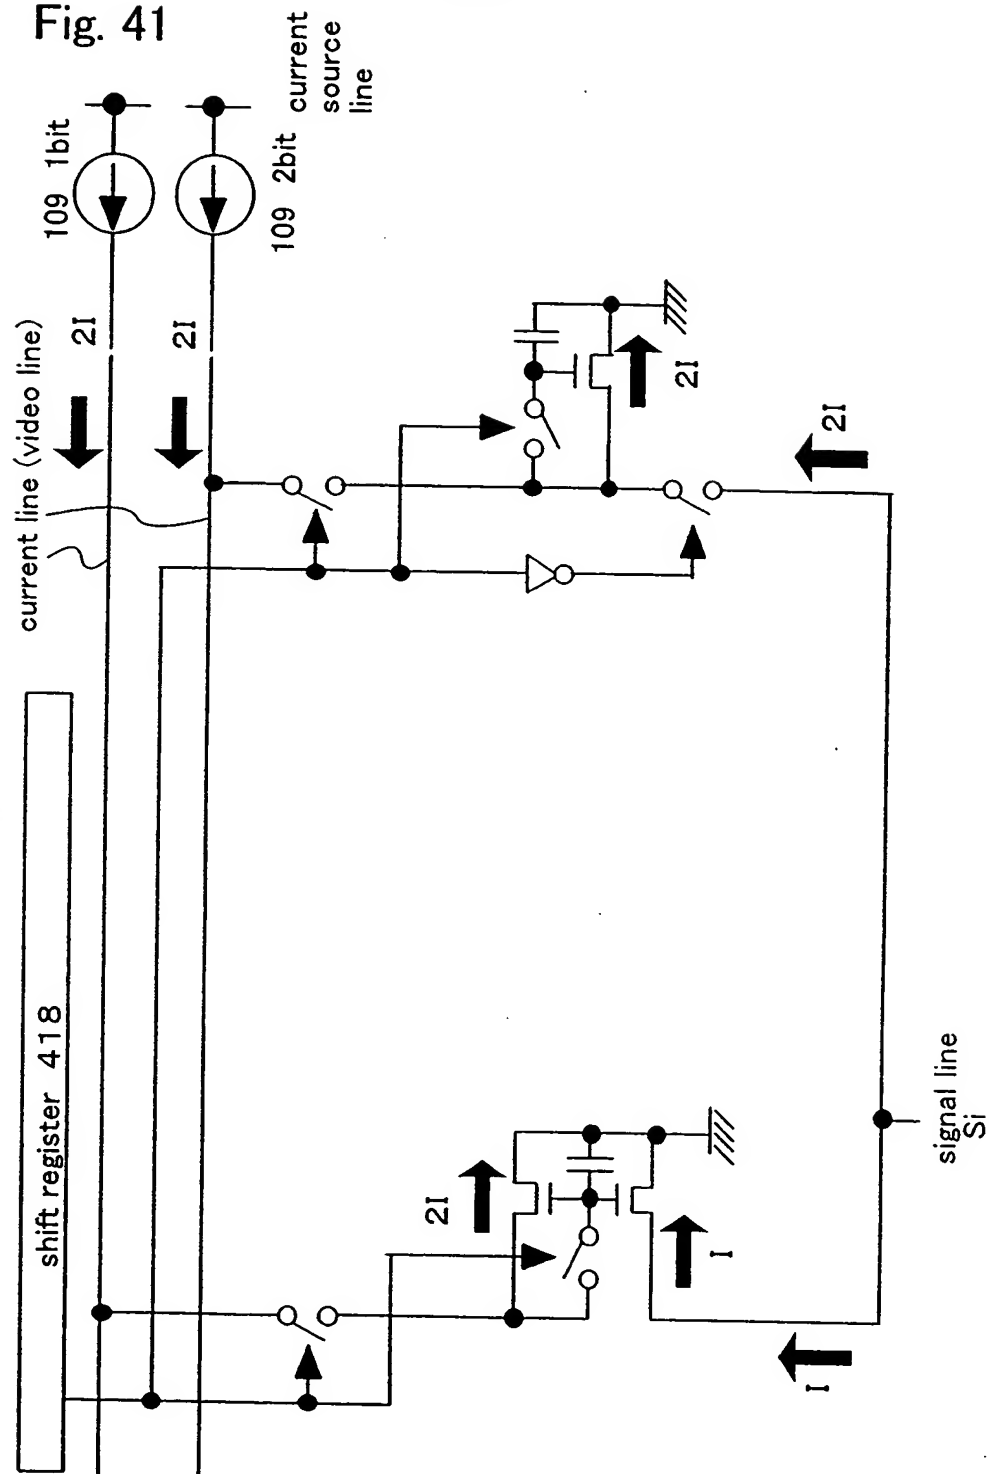 Fig. 41
current
source
line
109 1bit
109 2bit
current line (video line)
2I
2I
2I
2I
shift register 418
2I
I
I
signal line
Si